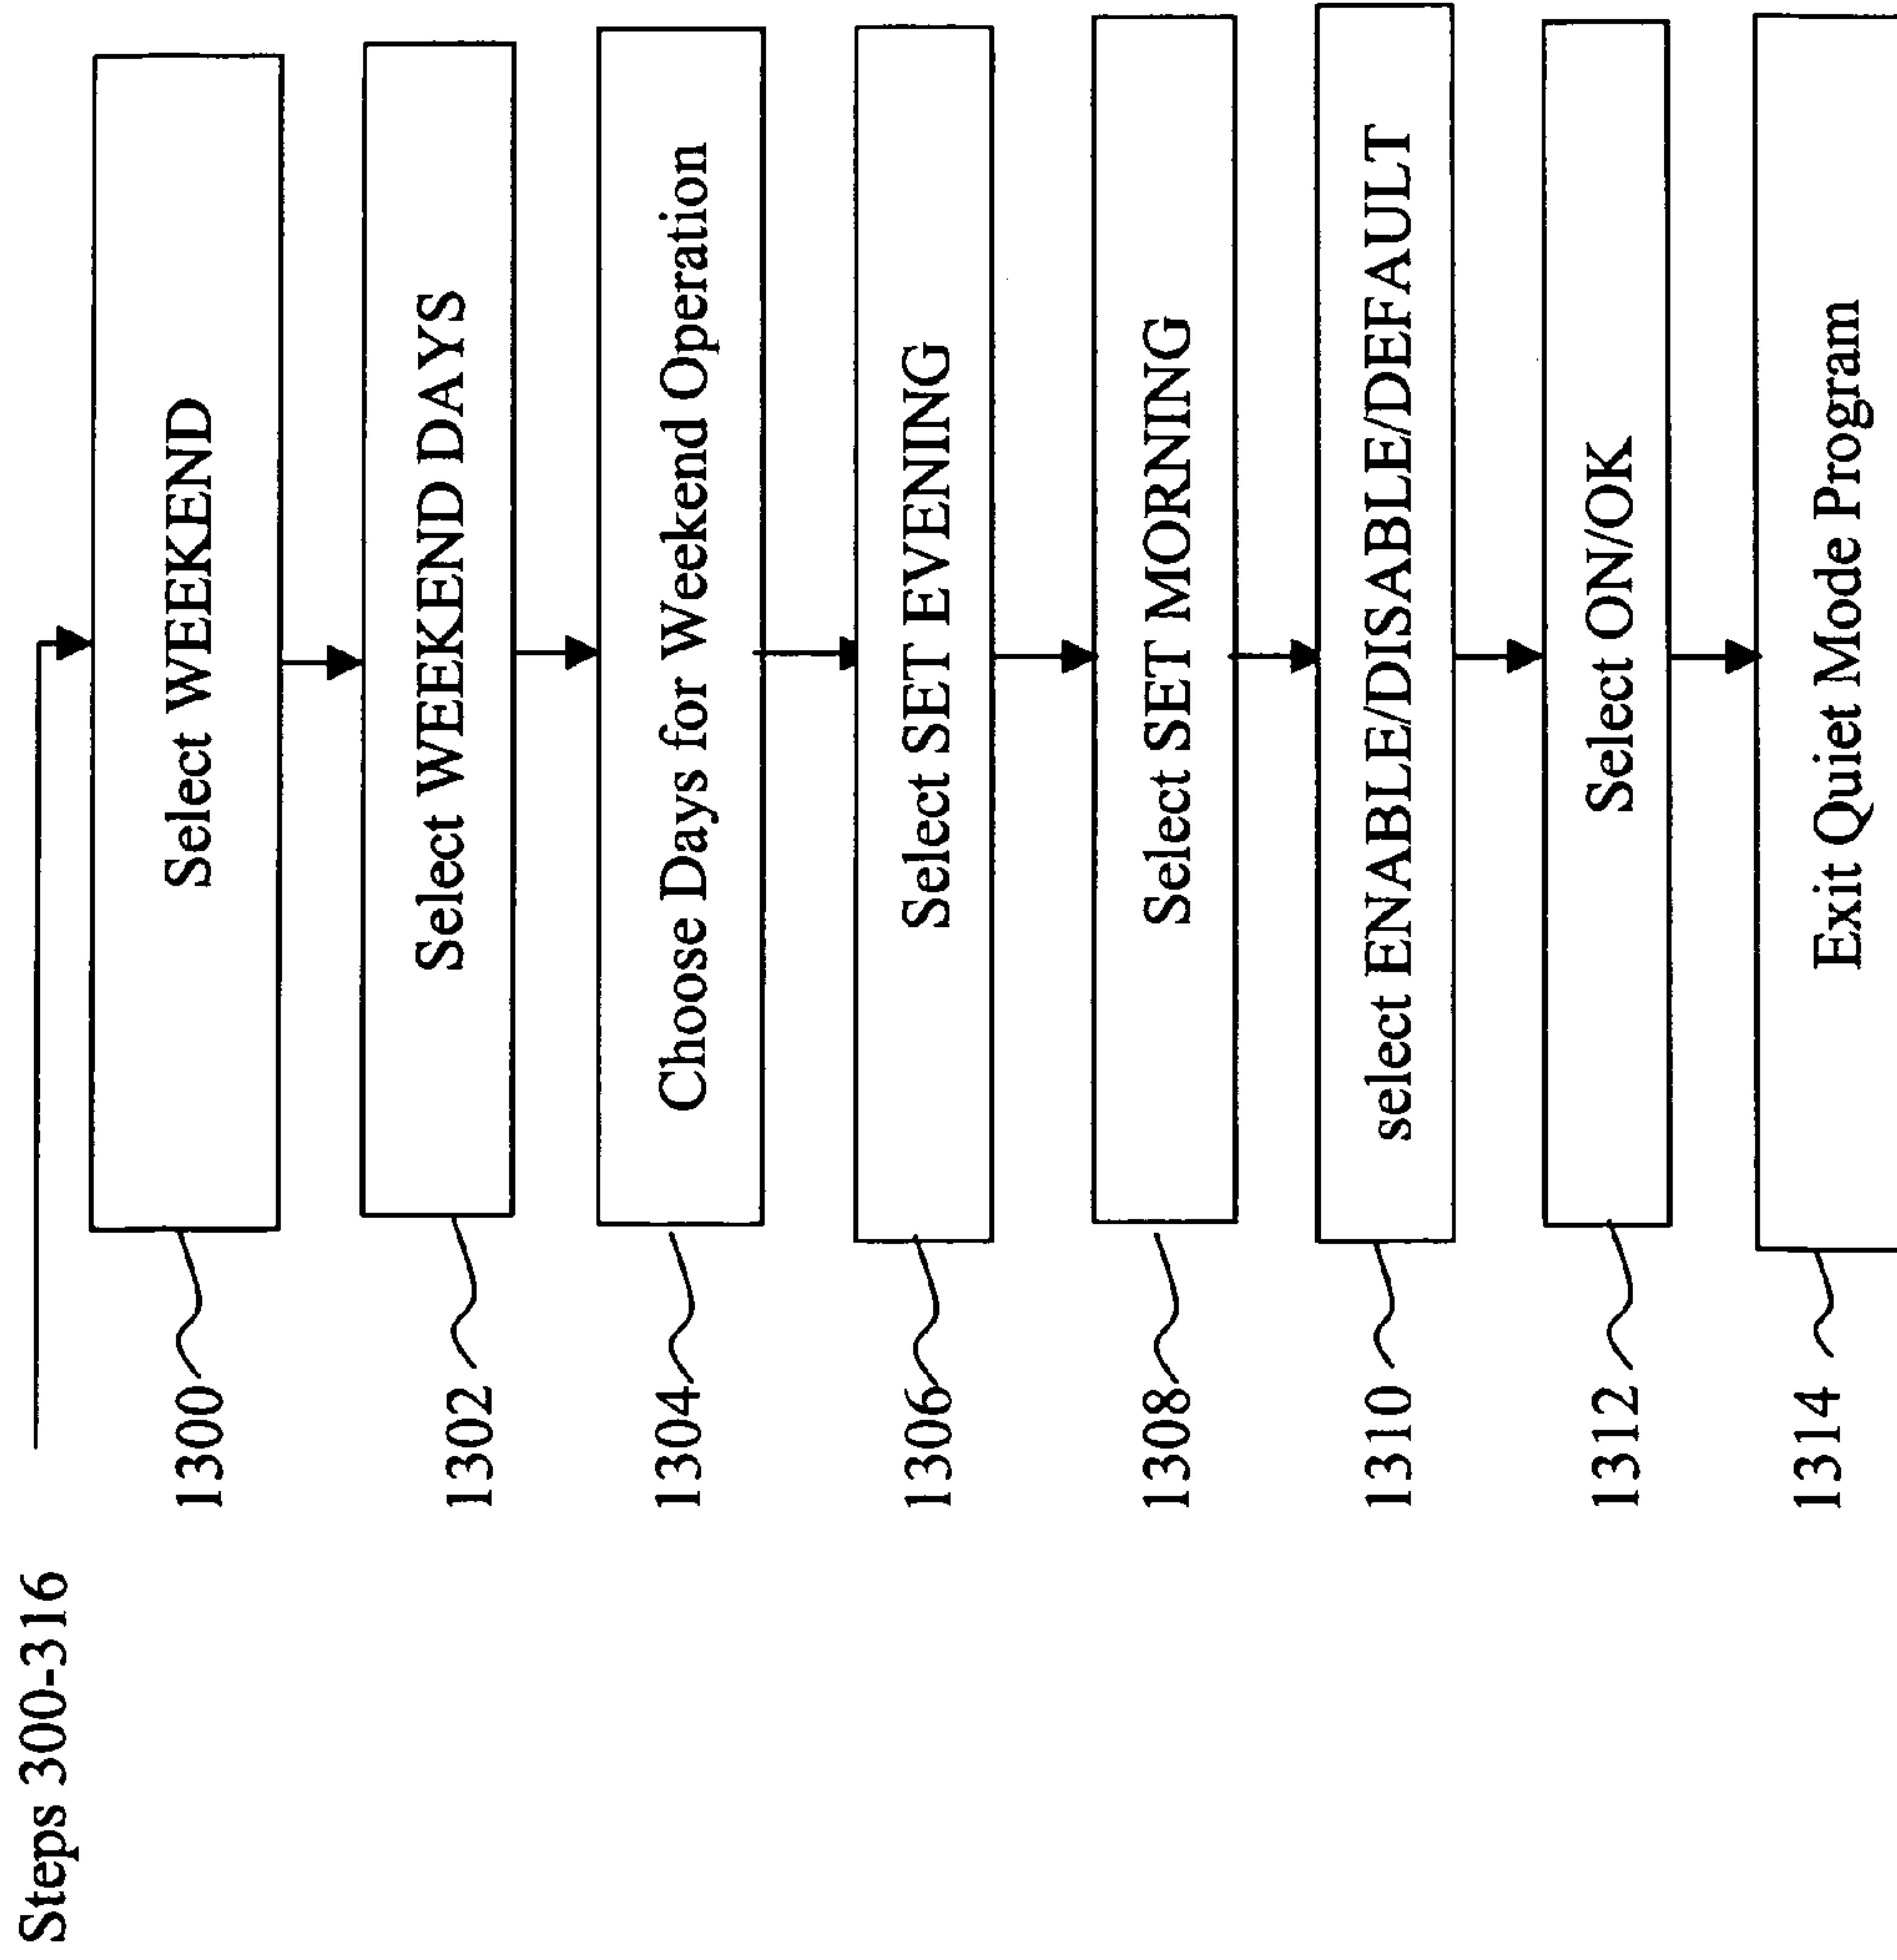 Steps 300-316
1300 Select WEEKEND
1302 Select WEEKEND DAYS
1304 Choose Days for Weekend Operation
1306 Select SET EVENING
1308 Select SET MORNING
1310 select ENABLE/DISABLE/DEFAULT
1312 Select ON/OK
1314 Exit Quiet Mode Program